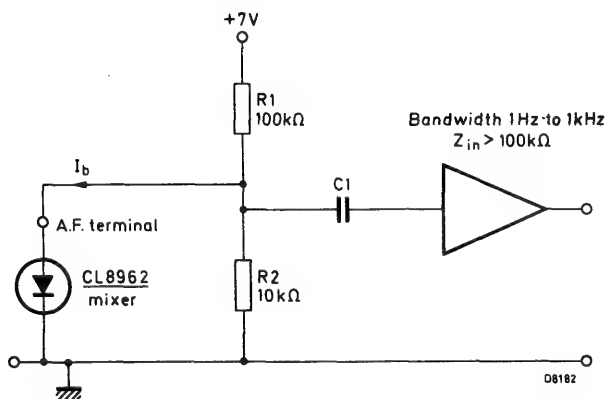 +7V
R1
100kΩ
Bandwidth 1Hz to 1kHz
Zin > 100kΩ
Ib
C1
A.F. terminal
CL8962
mixer
R2
10kΩ
D8182